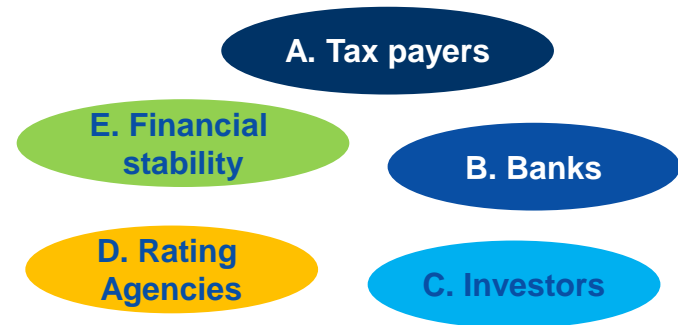 A. Tax payers
E. Financial
stability
B. Banks
D. Rating
Agencies
C. Investors